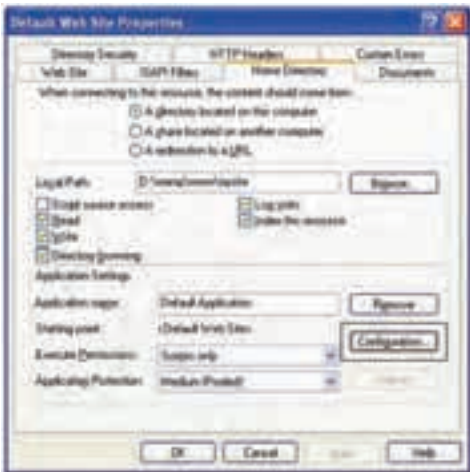 Default Web Site Properties
Directory Security HTTP Headers Custom Errors
Web Site ISAPI Filters Home Directory Documents
When connecting to this resource, the content should come from:
A directory located on this computer
A share located on another computer
A redirection to a URL
Local Path: Browse...
Script source access Log visits
Read Index this resource
Write
Directory browsing
Application Settings
Application name: Default Application Remove
Starting point: <Default Web Site>
Configuration...
Execute Permissions: Scripts only
Application Protection: Medium (Pooled)
OK Cancel Help